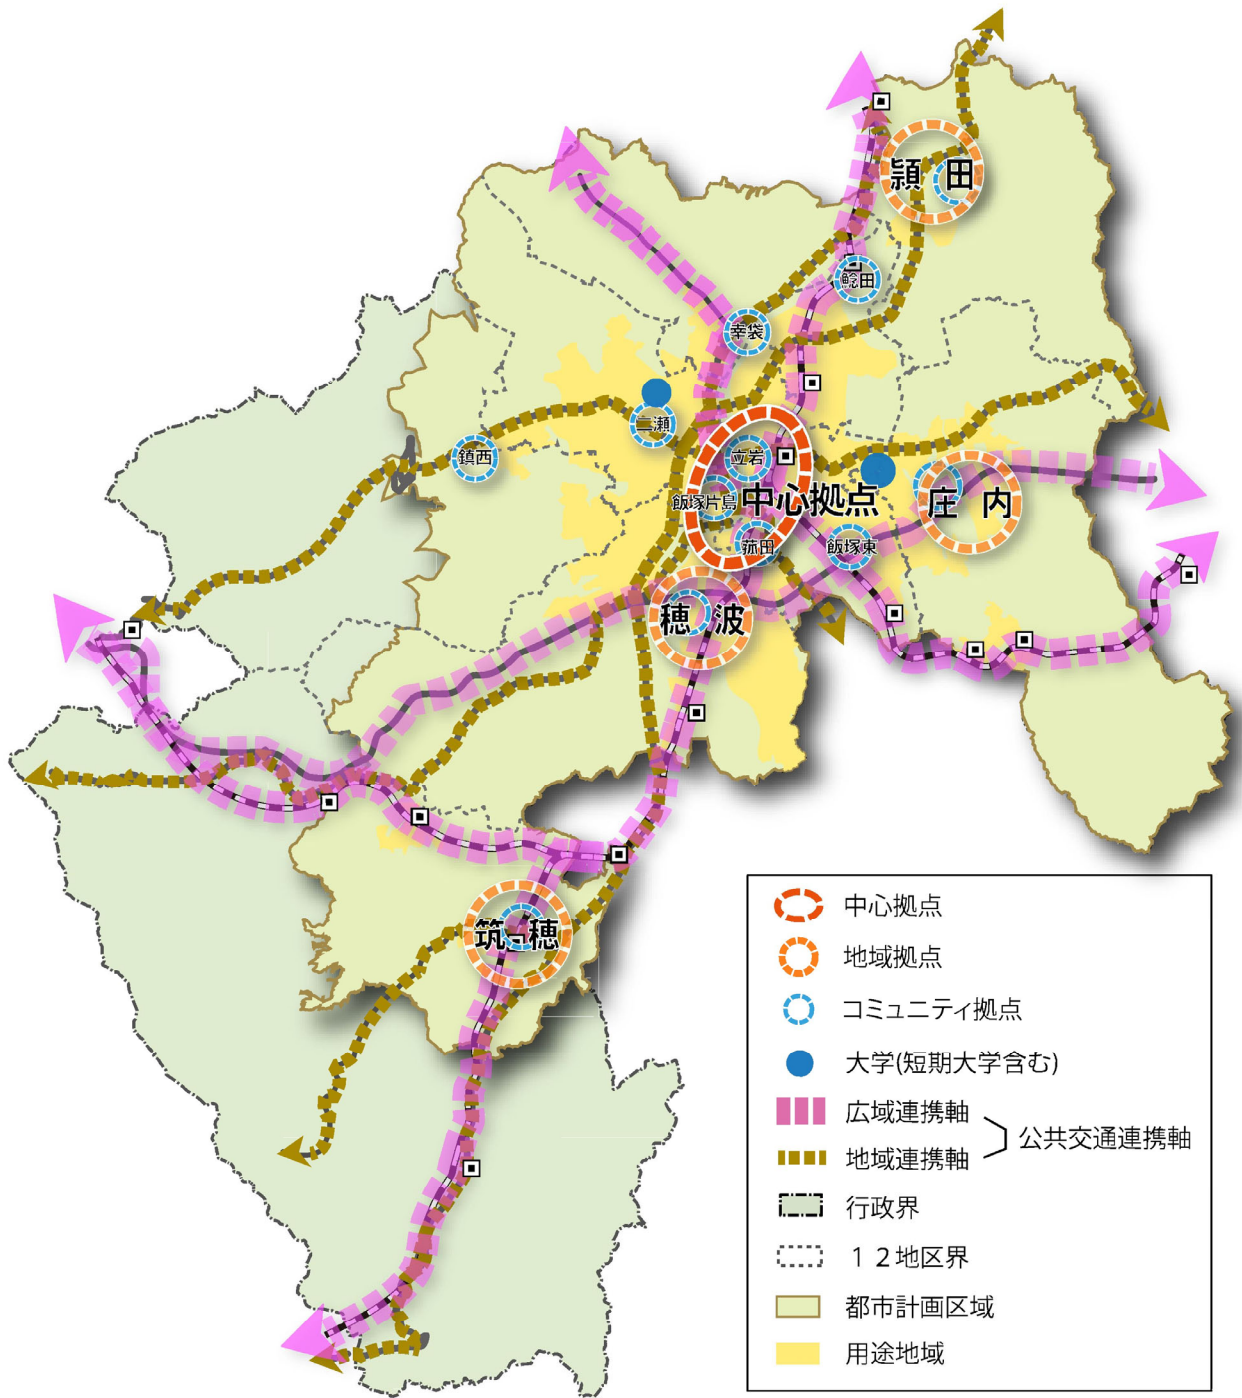 頴田
鯰田
幸袋
二瀬
鎮西
立岩
飯塚片島
中心拠点
菰田
飯塚東
庄内
穂波
筑穂
中心拠点
地域拠点
コミュニティ拠点
大学(短期大学含む)
広域連携軸
公共交通連携軸
地域連携軸
行政界
１２地区界
都市計画区域
用途地域